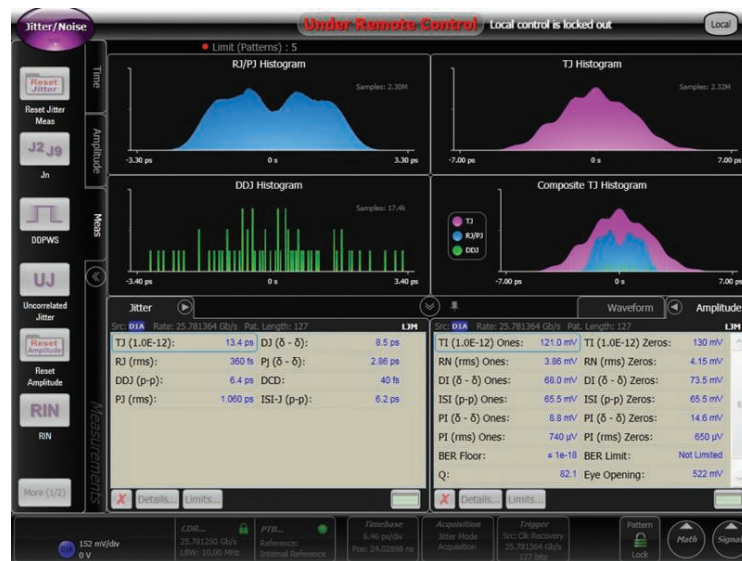 Jitter/Noise
Under Remote Control
Local control is locked out
Local
Limit (Patterns) : 5
Time
Amplitude
Meas
Measurements
Reset Jitter
Reset Jitter Meas
J2 J9
Jn
DDPWS
UJ
Uncorrelated Jitter
Reset Amplitude
Reset Amplitude
RIN
RIN
More (1/2)
RJ/PJ Histogram
Samples: 2.30M
-3.30 ps 0 s 3.30 ps
TJ Histogram
Samples: 2.32M
-7.00 ps 0 s 7.00 ps
DDJ Histogram
Samples: 17.4k
-3.40 ps 0 s 3.40 ps
Composite TJ Histogram
TJ
RJ/PJ
DDJ
-7.00 ps 0 s 7.00 ps
Jitter
Src: D1A Rate: 25.781364 Gb/s Pat. Length: 127 LJM
TJ (1.0E-12): 13.4 ps DJ (δ - δ): 8.5 ps
RJ (rms): 360 fs Pj (δ - δ): 2.86 ps
DDJ (p-p): 6.4 ps DCD: 40 fs
PJ (rms): 1.060 ps ISI-J (p-p): 6.2 ps
X Details... Limits...
Waveform Amplitude
Src: D1A Rate: 25.781364 Gb/s Pat. Length: 127 LJM
TI (1.0E-12) Ones: 121.0 mV TI (1.0E-12) Zeros: 130 mV
RN (rms) Ones: 3.86 mV RN (rms) Zeros: 4.15 mV
DI (δ - δ) Ones: 68.0 mV DI (δ - δ) Zeros: 73.5 mV
ISI (p-p) Ones: 65.5 mV ISI (p-p) Zeros: 65.5 mV
PI (δ - δ) Ones: 8.8 mV PI (δ - δ) Zeros: 14.6 mV
PI (rms) Ones: 740 μV PI (rms) Zeros: 650 μV
BER Floor: ≤ 1e-18 BER Limit: Not Limited
Q: 82.1 Eye Opening: 522 mV
X Details... Limits...
D1A
152 mV/div
0 V
CDR...
25.781250 Gb/s
LBW: 10.00 MHz
PTB...
Reference:
Internal Reference
Timebase
6.46 ps/div
Pos: 24.02898 ns
Acquisition
Jitter Mode
Acquisition
Trigger
Src: Clk Recovery
25.781364 Gb/s
127 bits
Pattern
Lock
Math
Signal